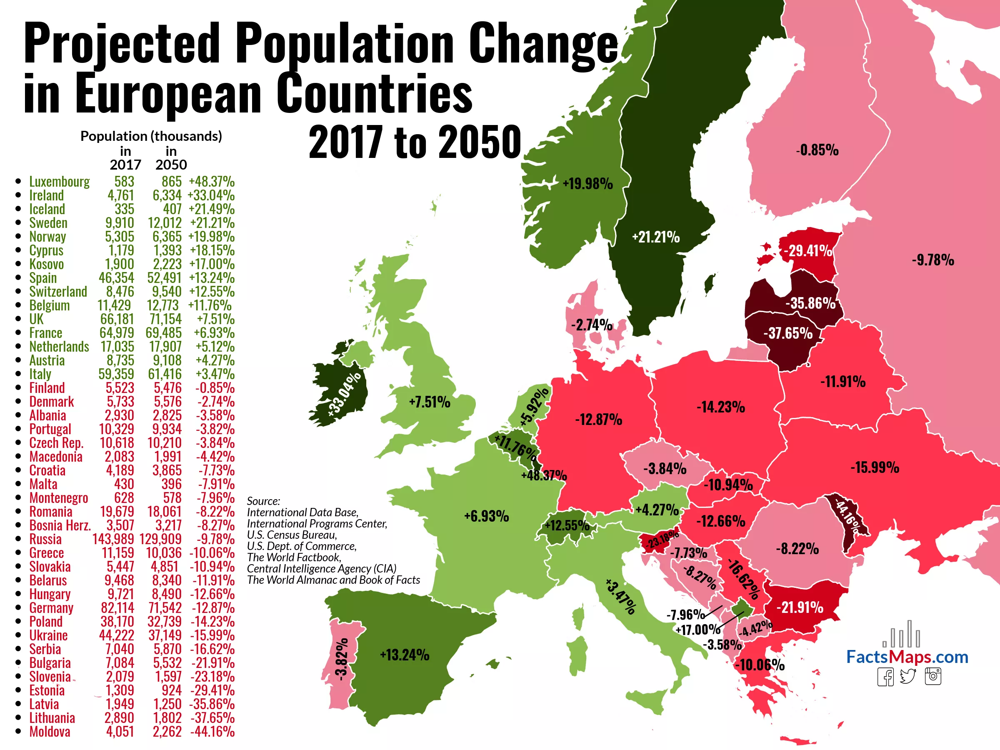 Projected Population Change
in European Countries
2017 to 2050
Population (thousands)
in in
2017 2050
• Luxembourg 583 865 +48.37%
• Ireland 4,761 6,334 +33.04%
• Iceland 335 407 +21.49%
• Sweden 9,910 12,012 +21.21%
• Norway 5,305 6,365 +19.98%
• Cyprus 1,179 1,393 +18.15%
• Kosovo 1,900 2,223 +17.00%
• Spain 46,354 52,491 +13.24%
• Switzerland 8,476 9,540 +12.55%
• Belgium 11,429 12,773 +11.76%
• UK 66,181 71,154 +7.51%
• France 64,979 69,485 +6.93%
• Netherlands 17,035 17,907 +5.12%
• Austria 8,735 9,108 +4.27%
• Italy 59,359 61,416 +3.47%
• Finland 5,523 5,476 -0.85%
• Denmark 5,733 5,576 -2.74%
• Albania 2,930 2,825 -3.58%
• Portugal 10,329 9,934 -3.82%
• Czech Rep. 10,618 10,210 -3.84%
• Macedonia 2,083 1,991 -4.42%
• Croatia 4,189 3,865 -7.73%
• Malta 430 396 -7.91%
• Montenegro 628 578 -7.96%
• Romania 19,679 18,061 -8.22%
• Bosnia Herz. 3,507 3,217 -8.27%
• Russia 143,989 129,909 -9.78%
• Greece 11,159 10,036 -10.06%
• Slovakia 5,447 4,851 -10.94%
• Belarus 9,468 8,340 -11.91%
• Hungary 9,721 8,490 -12.66%
• Germany 82,114 71,542 -12.87%
• Poland 38,170 32,739 -14.23%
• Ukraine 44,222 37,149 -15.99%
• Serbia 7,040 5,870 -16.62%
• Bulgaria 7,084 5,532 -21.91%
• Slovenia 2,079 1,597 -23.18%
• Estonia 1,309 924 -29.41%
• Latvia 1,949 1,250 -35.86%
• Lithuania 2,890 1,802 -37.65%
• Moldova 4,051 2,262 -44.16%
Source:
International Data Base,
International Programs Center,
U.S. Census Bureau,
U.S. Dept. of Commerce,
The World Factbook,
Central Intelligence Agency (CIA)
The World Almanac and Book of Facts
-0.85%
+19.98%
+21.21%
-29.41%
-9.78%
-35.86%
-2.74%
-37.65%
-11.91%
+33.04%
+7.51%
+5.92%
-12.87%
-14.23%
+11.76%
+48.37%
-3.84%
-15.99%
-10.94%
+6.93%
+4.27%
+12.55%
-12.66%
-44.16%
-23.18%
-7.73%
-8.22%
-8.27%
-16.62%
+3.47%
-21.91%
-7.96%
+17.00%
-4.42%
-3.58%
+13.24%
-3.82%
-10.06%
FactsMaps.com